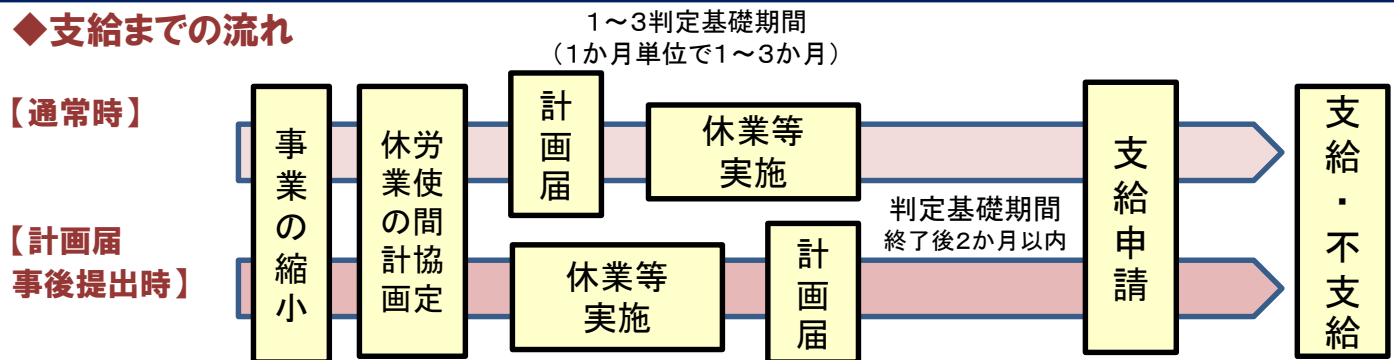 ◆支給までの流れ
1～3判定基礎期間
（1か月単位で1～3か月）
【通常時】
事業の縮小
労使間協定
休業の計画
計画届
休業等
実施
支給申請
支給・不支給
【計画届
事後提出時】
休業等
実施
計画届
判定基礎期間
終了後2か月以内